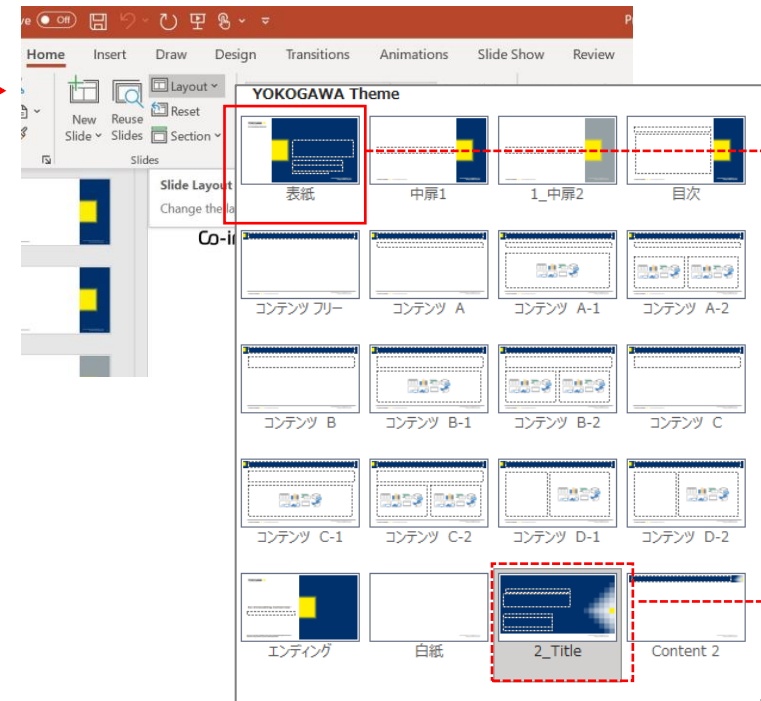 Off
Home Insert Draw Design Transitions Animations Slide Show Review
New Slide
Reuse Slides
Layout
Reset
Section
Slides
Slide Layout
YOKOGAWA Theme
表紙 中扉1 1_中扉2 目次
コンテンツ フリー コンテンツ A コンテンツ A-1 コンテンツ A-2
コンテンツ B コンテンツ B-1 コンテンツ B-2 コンテンツ C
コンテンツ C-1 コンテンツ C-2 コンテンツ D-1 コンテンツ D-2
エンディング 白紙 2_Title Content 2